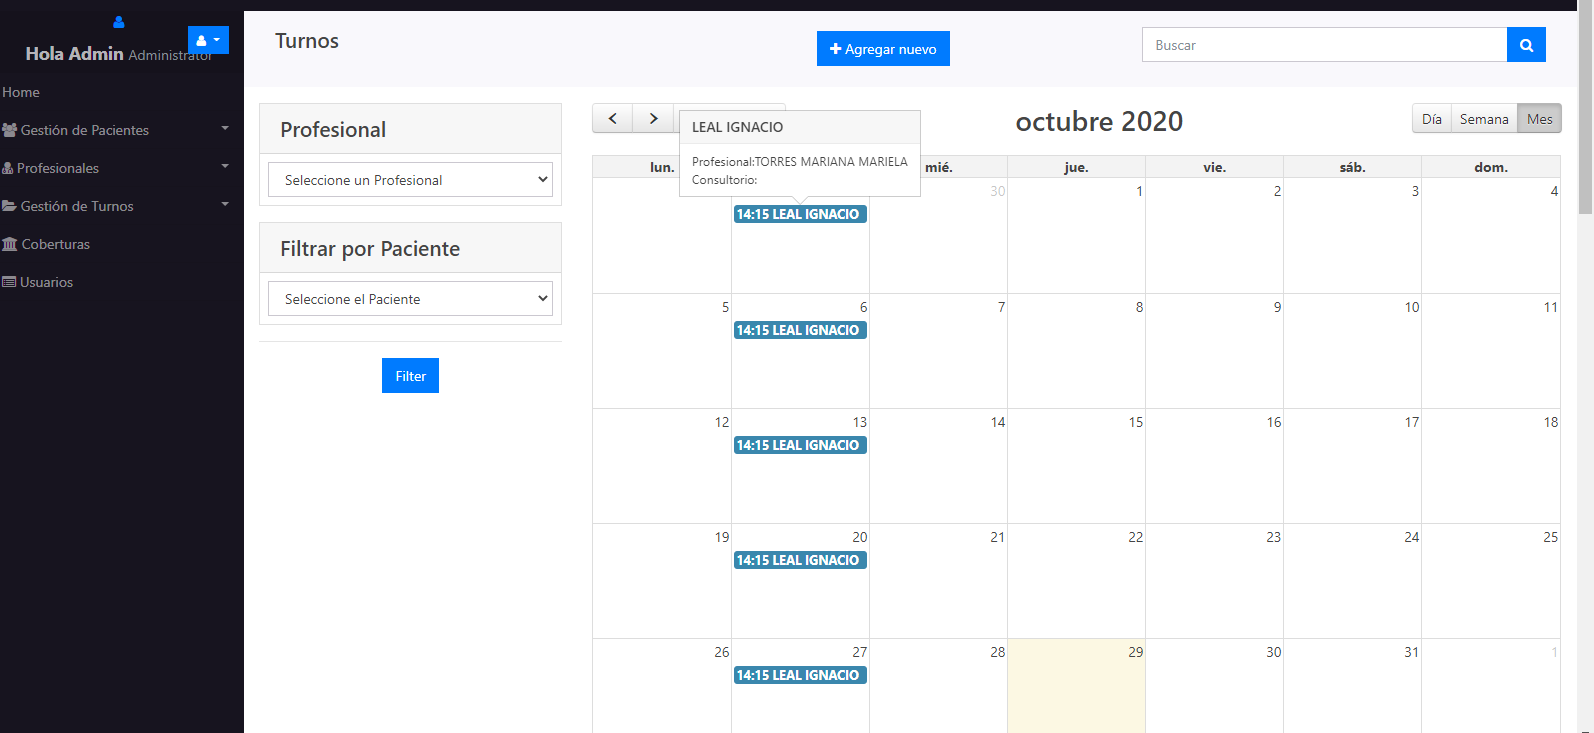 Hola Admin Administrator
Home
Gestión de Pacientes
Profesionales
Gestión de Turnos
Coberturas
Usuarios
Turnos
Agregar nuevo
Buscar
Profesional
Seleccione un Profesional
Filtrar por Paciente
Seleccione el Paciente
Filter
LEAL IGNACIO
Profesional:TORRES MARIANA MARIELA
Consultorio:
octubre 2020
Día Semana Mes
lun. mié. jue. vie. sáb. dom.
30 1 2 3 4
14:15 LEAL IGNACIO
5 6 7 8 9 10 11
14:15 LEAL IGNACIO
12 13 14 15 16 17 18
14:15 LEAL IGNACIO
19 20 21 22 23 24 25
14:15 LEAL IGNACIO
26 27 28 29 30 31 1
14:15 LEAL IGNACIO